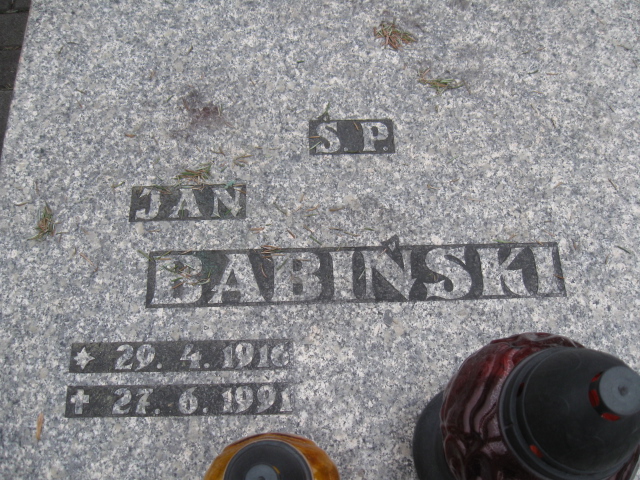 Ś P.
JAN
BABIŃSKI
29. 4. 1916
27. 6. 1991